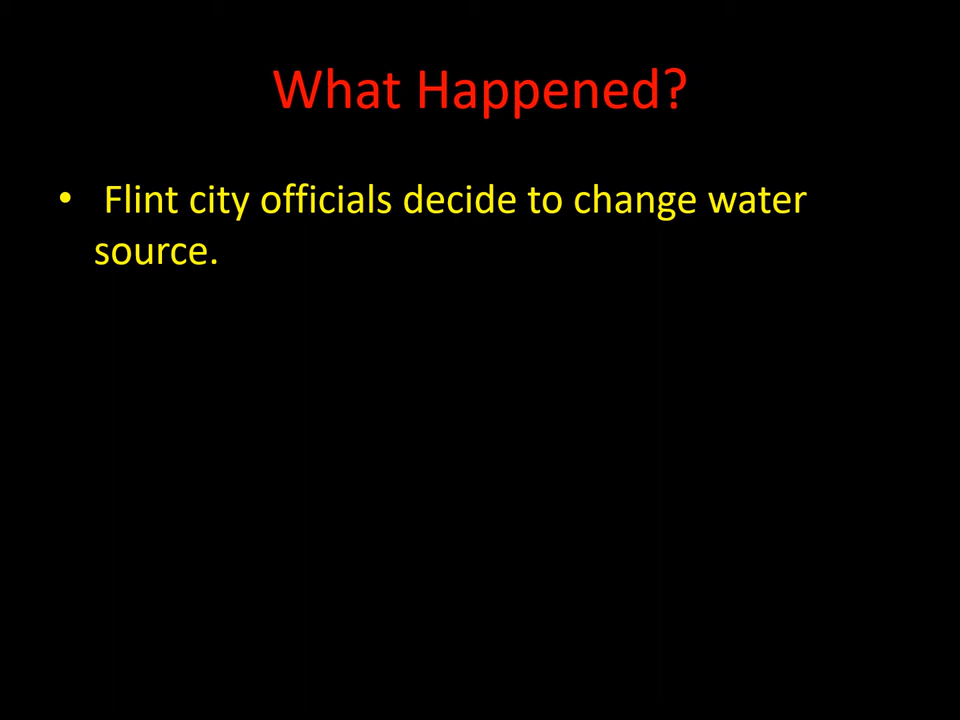 What Happened?
• Flint city officials decide to change water
source.